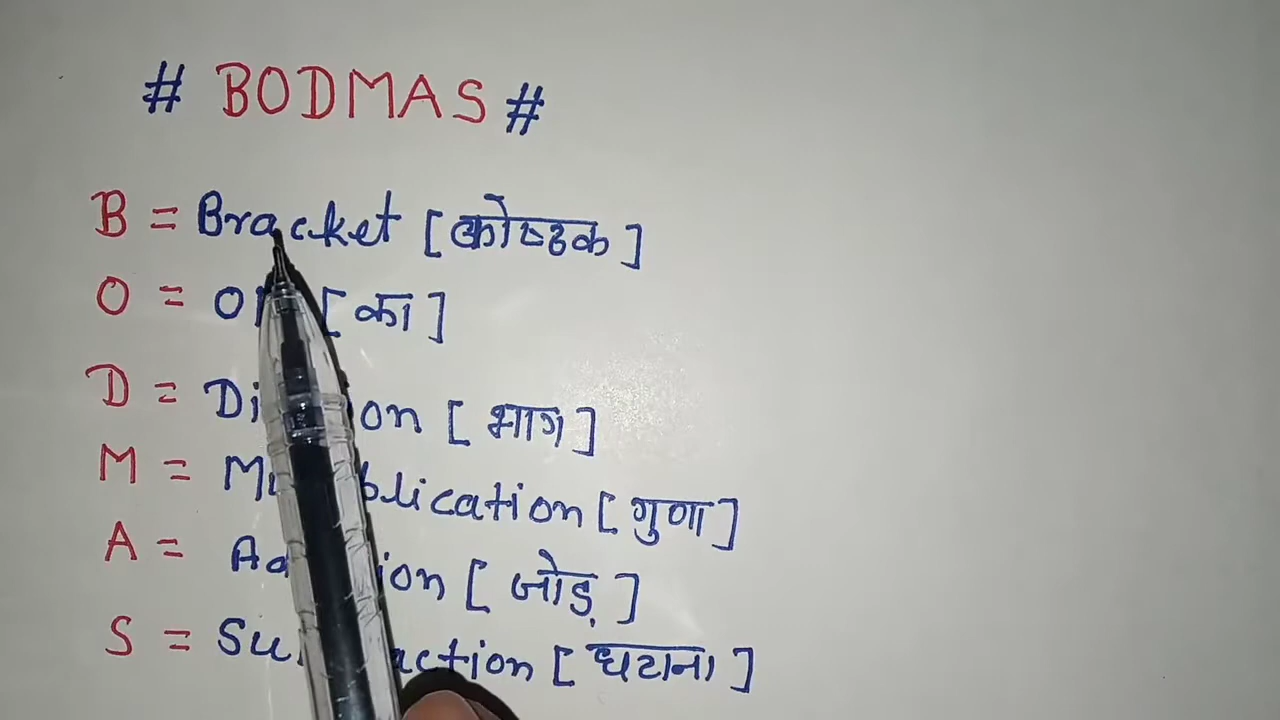 # BODMAS #
B = Bracket [कोष्ठक]
O = [का]
D = [भाग]
M = [गुणा]
A = [जोड़]
S = [घटाना]